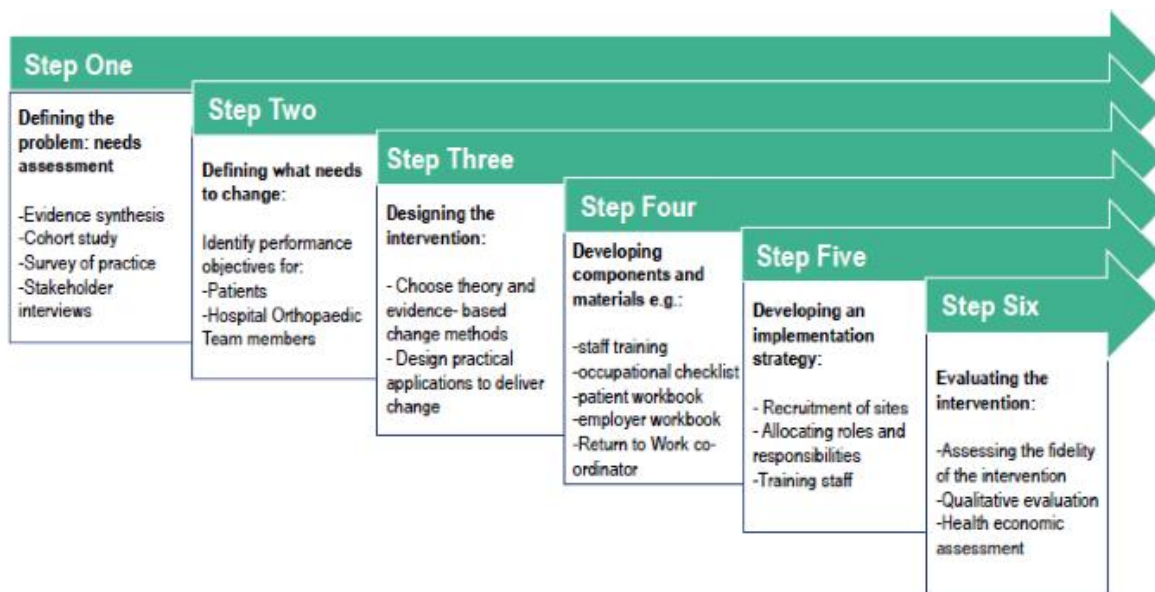 Step One
Defining the
problem: needs
assessment
-Evidence synthesis
-Cohort study
-Survey of practice
-Stakeholder
interviews
Step Two
Defining what needs
to change:
Identify performance
objectives for:
-Patients
-Hospital Orthopaedic
Team members
Step Three
Designing the
intervention:
- Choose theory and
evidence- based
change methods
- Design practical
applications to deliver
change
Step Four
Developing
components and
materials e.g.:
-staff training
-occupational checklist
-patient workbook
-employer workbook
-Return to Work co-
ordinator
Step Five
Developing an
implementation
strategy:
- Recruitment of sites
- Allocating roles and
responsibilities
-Training staff
Step Six
Evaluating the
intervention:
-Assessing the fidelity
of the intervention
-Qualitative evaluation
-Health economic
assessment